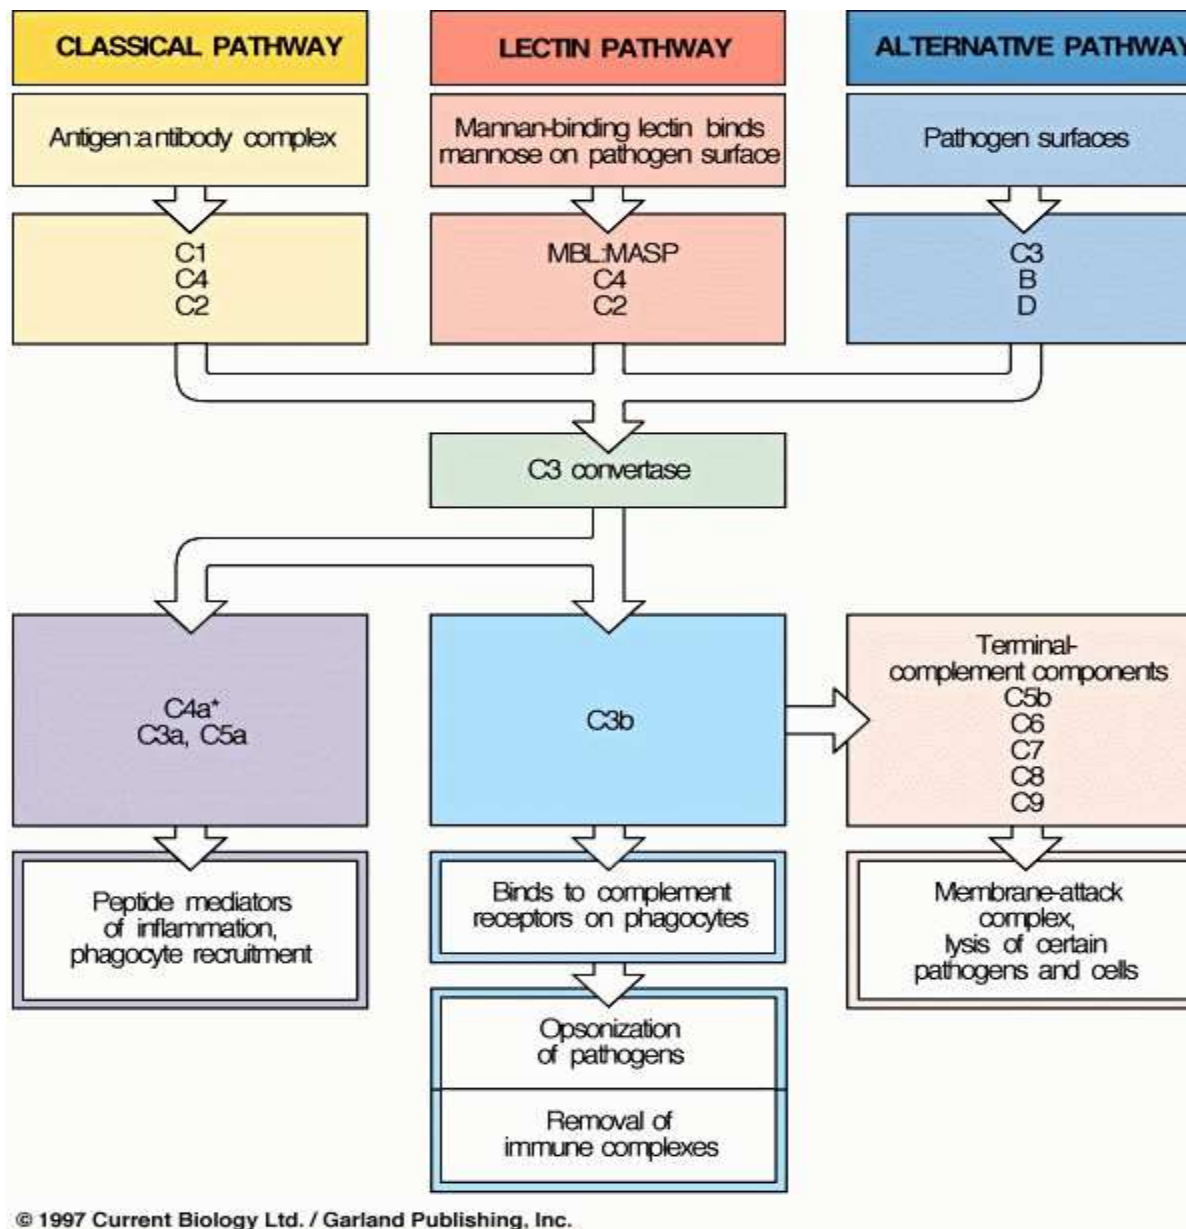 CLASSICAL PATHWAY
LECTIN PATHWAY
ALTERNATIVE PATHWAY
Antigen:antibody complex
Mannan-binding lectin binds
mannose on pathogen surface
Pathogen surfaces
C1
C4
C2
MBL:MASP
C4
C2
C3
B
D
C3 convertase
C4a*
C3a, C5a
C3b
Terminal-
complement components
C5b
C6
C7
C8
C9
Peptide mediators
of inflammation,
phagocyte recruitment
Binds to complement
receptors on phagocytes
Membrane-attack
complex,
lysis of certain
pathogens and cells
Opsonization
of pathogens
Removal of
immune complexes
© 1997 Current Biology Ltd. / Garland Publishing, Inc.